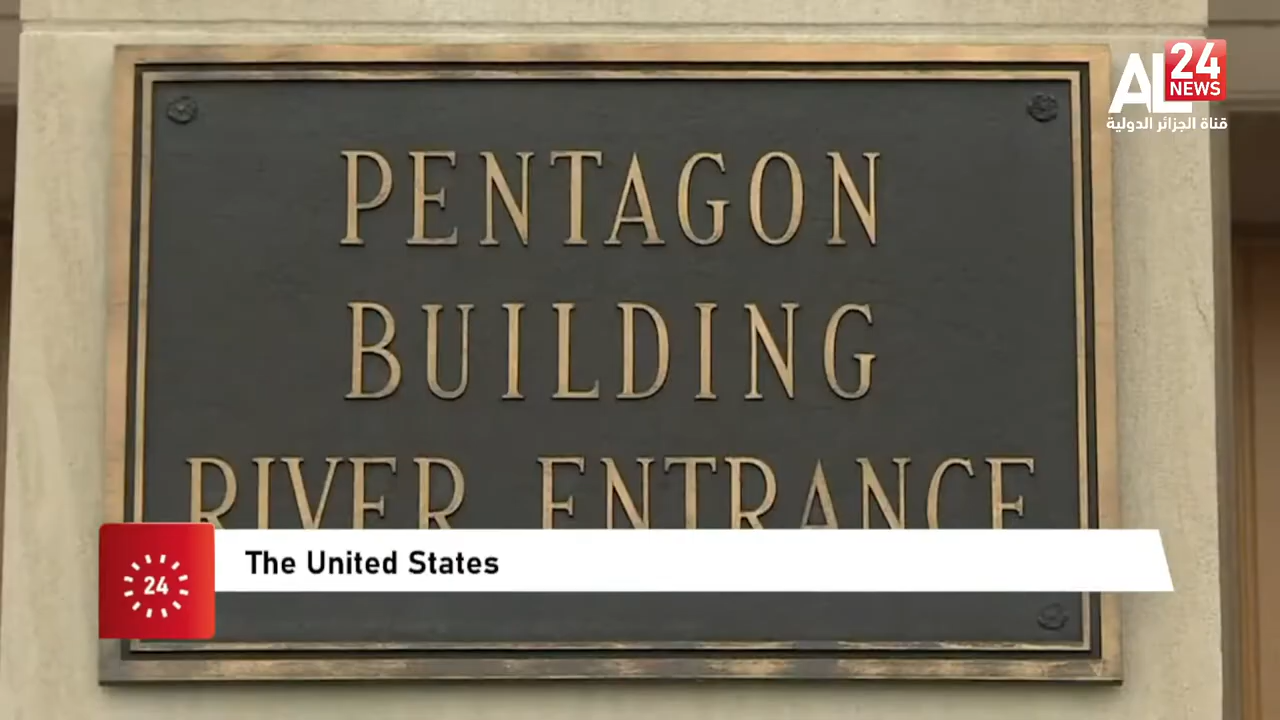 AL
24
NEWS
قناة الجزائر الدولية
PENTAGON
BUILDING
RIVER ENTRANCE
24
The United States